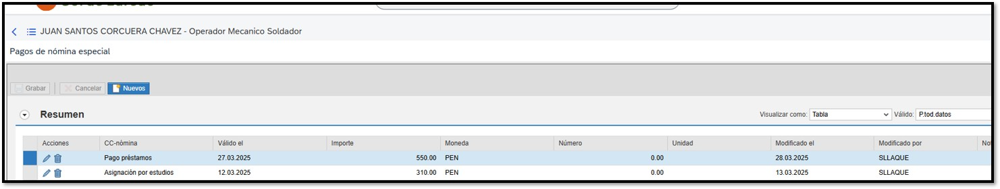 JUAN SANTOS CORCUERA CHAVEZ - Operador Mecanico Soldador
Pagos de nómina especial
Grabar Cancelar Nuevos
Resumen Visualizar como: Tabla Válido: P.tod.datos
Acciones CC-nómina Válido el Importe Moneda Número Unidad Modificado el Modificado por
Pago préstamos 27.03.2025 550.00 PEN 0.00 28.03.2025 SLLAQUE
Asignación por estudios 12.03.2025 310.00 PEN 0.00 13.03.2025 SLLAQUE